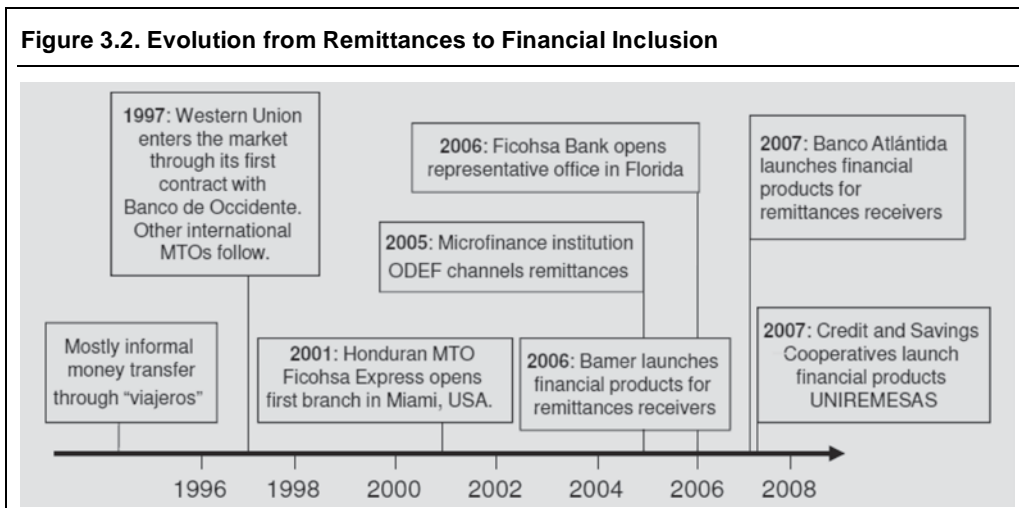 Figure 3.2. Evolution from Remittances to Financial Inclusion
1997: Western Union
enters the market
through its first
contract with
Banco de Occidente.
Other international
MTOs follow.
2006: Ficohsa Bank opens
representative office in Florida
2007: Banco Atlántida
launches financial
products for
remittances receivers
2005: Microfinance institution
ODEF channels remittances
Mostly informal
money transfer
through “viajeros”
2001: Honduran MTO
Ficohsa Express opens
first branch in Miami, USA.
2006: Bamer launches
financial products for
remittances receivers
2007: Credit and Savings
Cooperatives launch
financial products
UNIREMESAS
1996 1998 2000 2002 2004 2006 2008